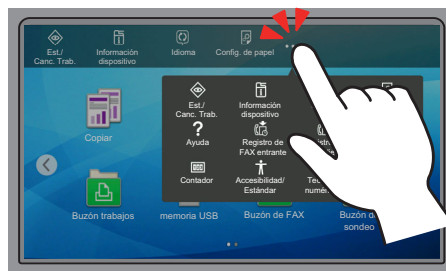 Est./
Canc. Trab.
Información
dispositivo
Idioma
Config. de papel
Copiar
Est./
Canc. Trab.
Información
dispositivo
Ayuda
Registro de
FAX entrante
Contador
Accesibilidad/
Estándar
Buzón trabajos
memoria USB
Buzón de FAX
sondeo